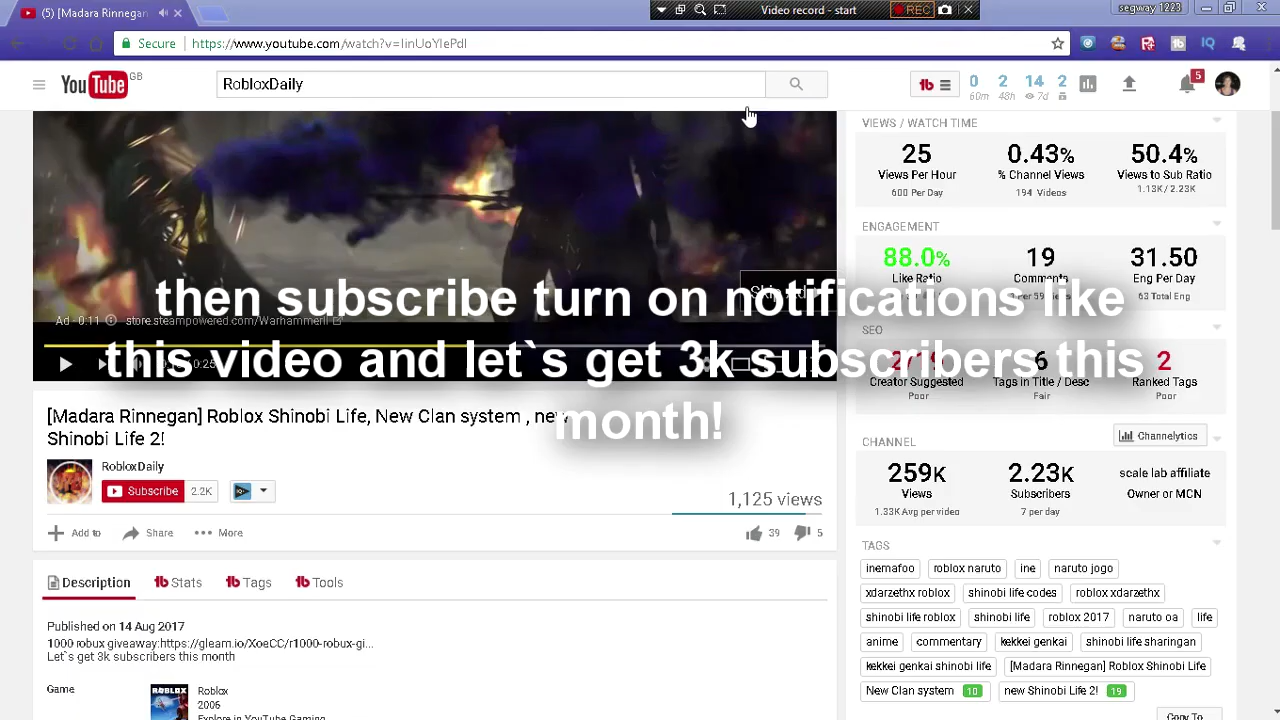 (5) [Madara Rinnegan]
Video record - start
REC
segway 1223
Secure
https://www.youtube.com/watch?v=IinUoYIePdI
YouTube GB
RobloxDaily
0 2 14 2
60m 48h 7d
5
VIEWS / WATCH TIME
25 0.43% 50.4%
Views Per Hour % Channel Views Views to Sub Ratio
600 Per Day 194 Videos 1.13K / 2.23K
ENGAGEMENT
88.0% 19 31.50
Like Ratio Comments Eng Per Day
63 Total Eng
then subscribe turn on notifications like
this video and let`s get 3k subscribers this
month!
Ad - 0:11 store.steampowered.com/WarhammerII
0:25
SEO
6 2
Creator Suggested Tags in Title / Desc Ranked Tags
Poor Fair Poor
[Madara Rinnegan] Roblox Shinobi Life, New Clan system , new
Shinobi Life 2!
RobloxDaily
Subscribe 2.2K
1,125 views
Add to Share More 39 5
CHANNEL Channelytics
259K 2.23K scale lab affiliate
Views Subscribers Owner or MCN
1.33K Avg per video 7 per day
TAGS
inemafoo roblox naruto ine naruto jogo
xdarzethx roblox shinobi life codes roblox xdarzethx
shinobi life roblox shinobi life roblox 2017 naruto oa life
anime commentary kekkei genkai shinobi life sharingan
kekkei genkai shinobi life [Madara Rinnegan] Roblox Shinobi Life
New Clan system 10 new Shinobi Life 2! 19
Copy To
Description Stats Tags Tools
Published on 14 Aug 2017
1000 robux giveaway:https://gleam.io/XoeCC/r1000-robux-gi...
Let`s get 3k subscribers this month
Game
ROBLOX
Roblox
2006
Explore in YouTube Gaming